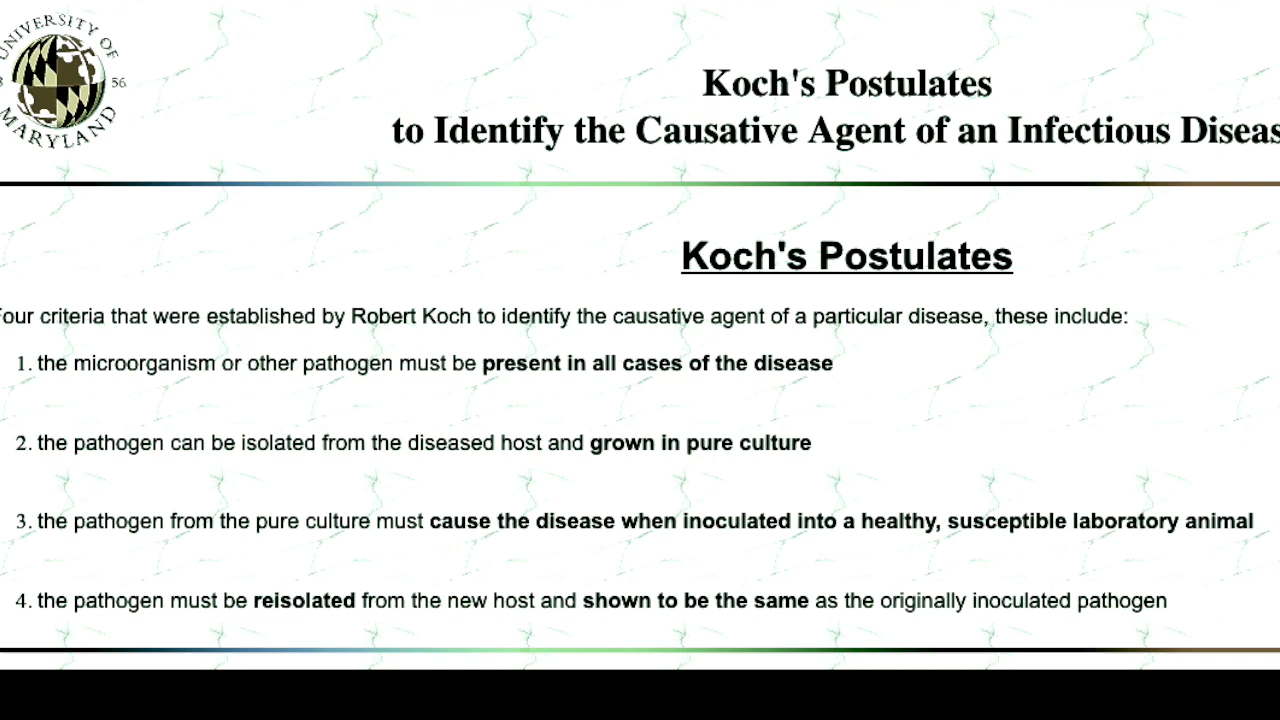 UNIVERSITY OF
56
MARYLAND
Koch's Postulates
to Identify the Causative Agent of an Infectious Diseas
Koch's Postulates
our criteria that were established by Robert Koch to identify the causative agent of a particular disease, these include:
1. the microorganism or other pathogen must be present in all cases of the disease
2. the pathogen can be isolated from the diseased host and grown in pure culture
3. the pathogen from the pure culture must cause the disease when inoculated into a healthy, susceptible laboratory animal
4. the pathogen must be reisolated from the new host and shown to be the same as the originally inoculated pathogen